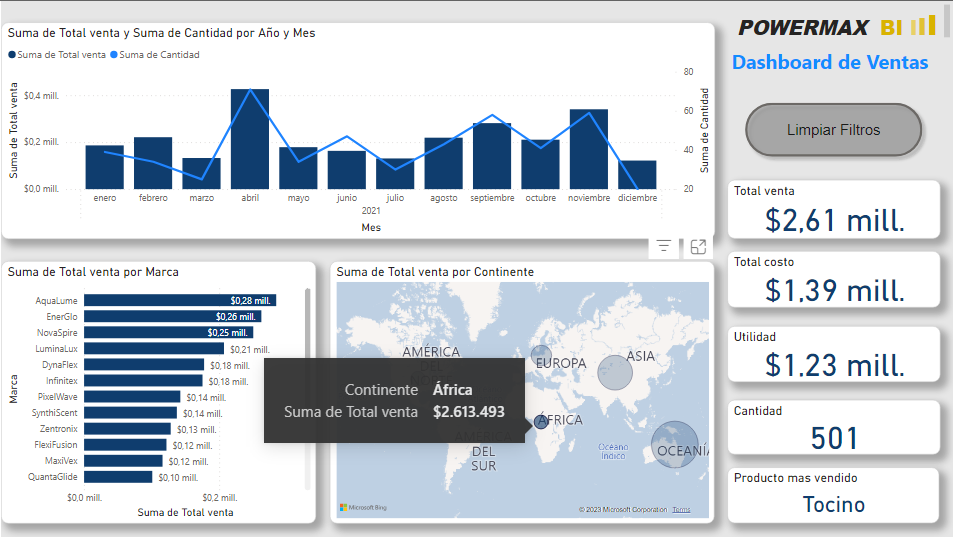 Suma de Total venta y Suma de Cantidad por Año y Mes
Suma de Total venta Suma de Cantidad
Suma de Total venta
$0,4 mill.
$0,2 mill.
$0,0 mill.
80
60
40
20
Suma de Cantidad
enero febrero marzo abril mayo junio julio agosto septiembre octubre noviembre diciembre
2021
Mes
POWERMAX BI
Dashboard de Ventas
Limpiar Filtros
Total venta
$2,61 mill.
Total costo
$1,39 mill.
Utilidad
$1.23 mill.
Cantidad
501
Producto mas vendido
Tocino
Suma de Total venta por Marca
Marca
AquaLume $0,28 mill.
EnerGlo $0,26 mill.
NovaSpire $0,25 mill.
LuminaLux $0,21 mill.
DynaFlex $0,18 mill.
Infinitex $0,18 mill.
PixelWave $0,14 mill.
SynthiScent $0,14 mill.
Zentronix $0,13 mill.
FlexiFusion $0,12 mill.
MaxiVex $0,12 mill.
QuantaGlide $0,10 mill.
$0,0 mill. $0,2 mill.
Suma de Total venta
Suma de Total venta por Continente
AMÉRICA
DEL
EUROPA
ASIA
ÁFRICA
DEL
SUR
Océano
Índico
OCEANÍA
Continente África
Suma de Total venta $2.613.493
Microsoft Bing
© 2023 Microsoft Corporation Terms